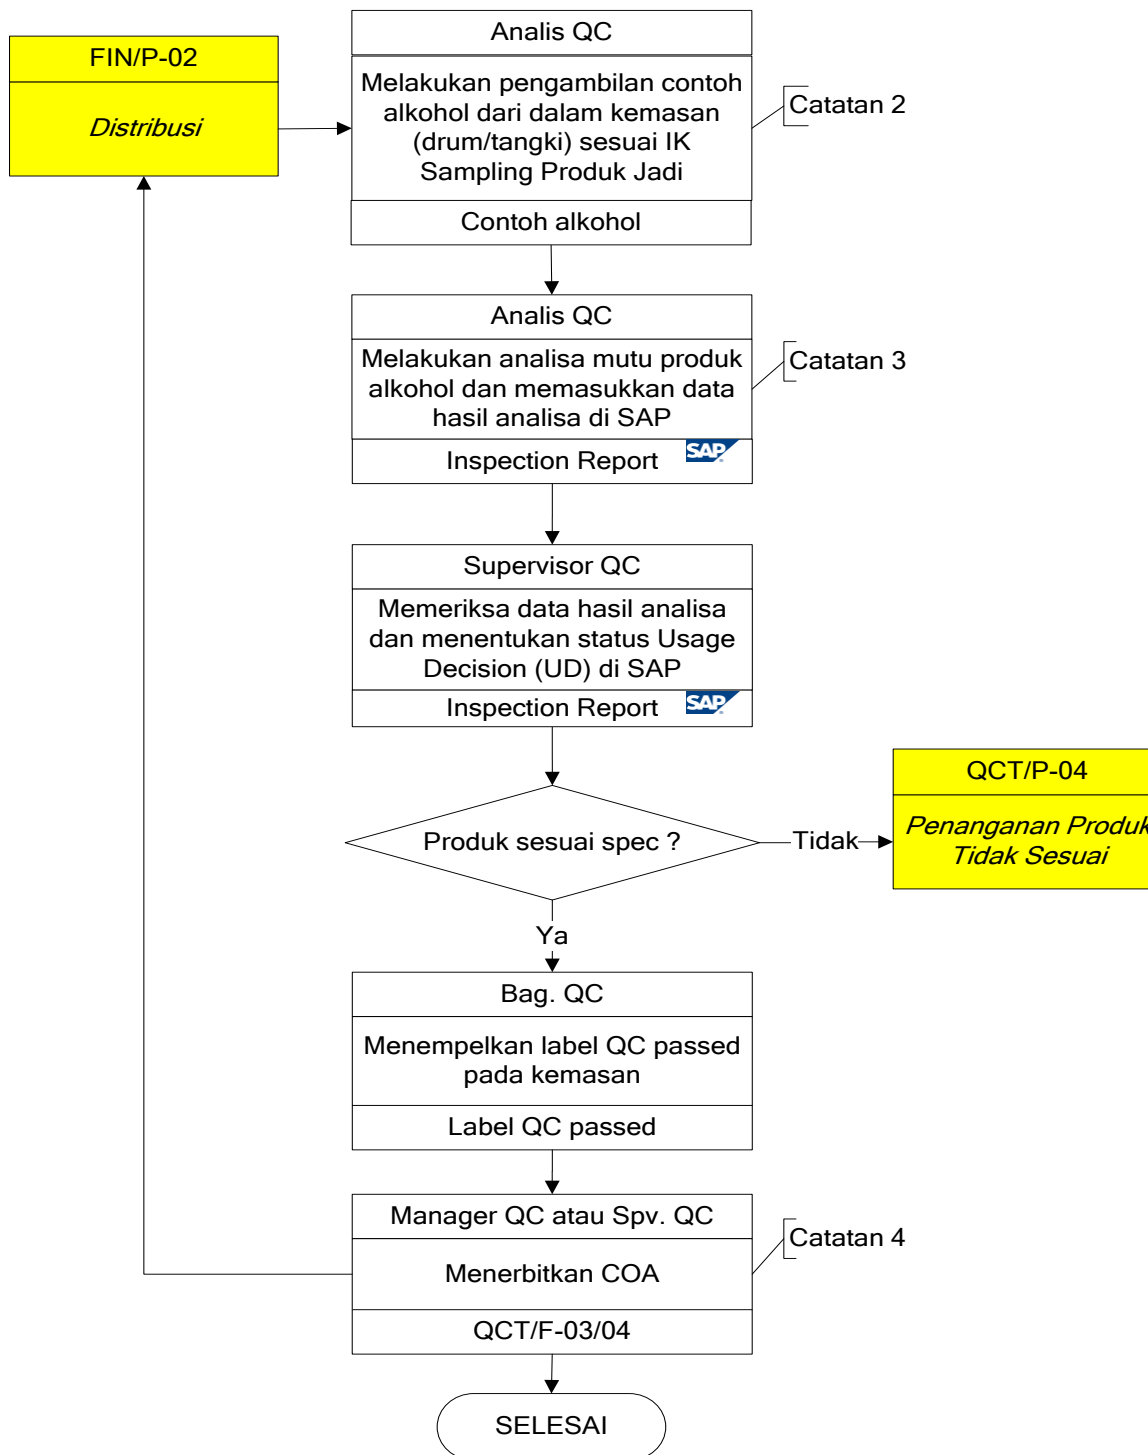 FIN/P-02
Distribusi
Analis QC
Melakukan pengambilan contoh
alkohol dari dalam kemasan
(drum/tangki) sesuai IK
Sampling Produk Jadi
Contoh alkohol
Catatan 2
Analis QC
Melakukan analisa mutu produk
alkohol dan memasukkan data
hasil analisa di SAP
Inspection Report
SAP
Catatan 3
Supervisor QC
Memeriksa data hasil analisa
dan menentukan status Usage
Decision (UD) di SAP
Inspection Report
SAP
Produk sesuai spec ?
Tidak
QCT/P-04
Penanganan Produk
Tidak Sesuai
Ya
Bag. QC
Menempelkan label QC passed
pada kemasan
Label QC passed
Manager QC atau Spv. QC
Menerbitkan COA
QCT/F-03/04
Catatan 4
SELESAI